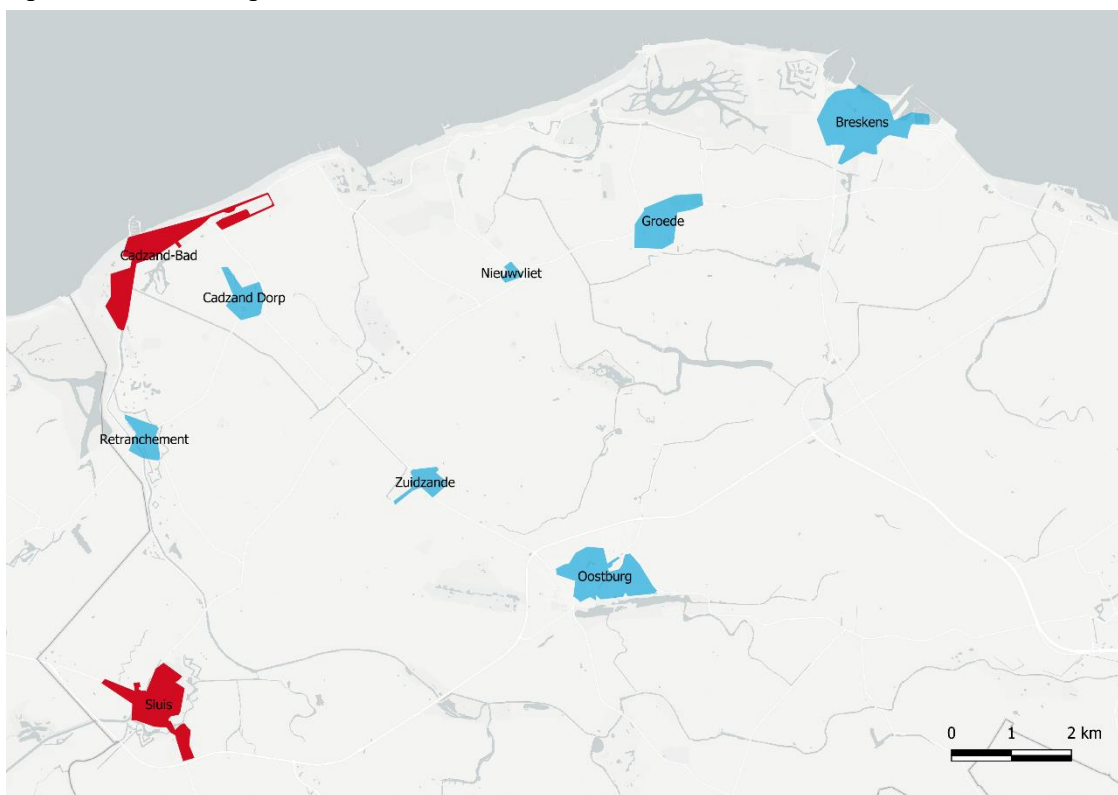 Breskens
Groede
Cadzand-Bad
Nieuwvliet
Cadzand Dorp
Retranchement
Zuidzande
Oostburg
Sluis
0 1 2 km